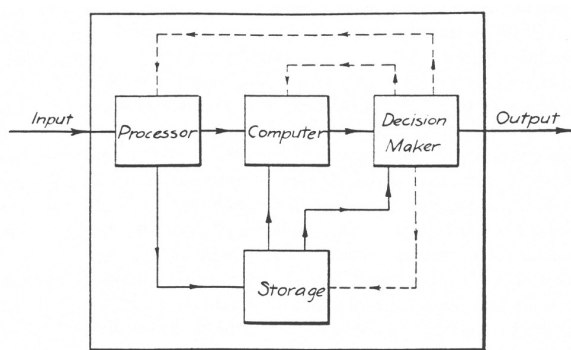 Input
Processor
Computer
Decision
Maker
Output
Storage